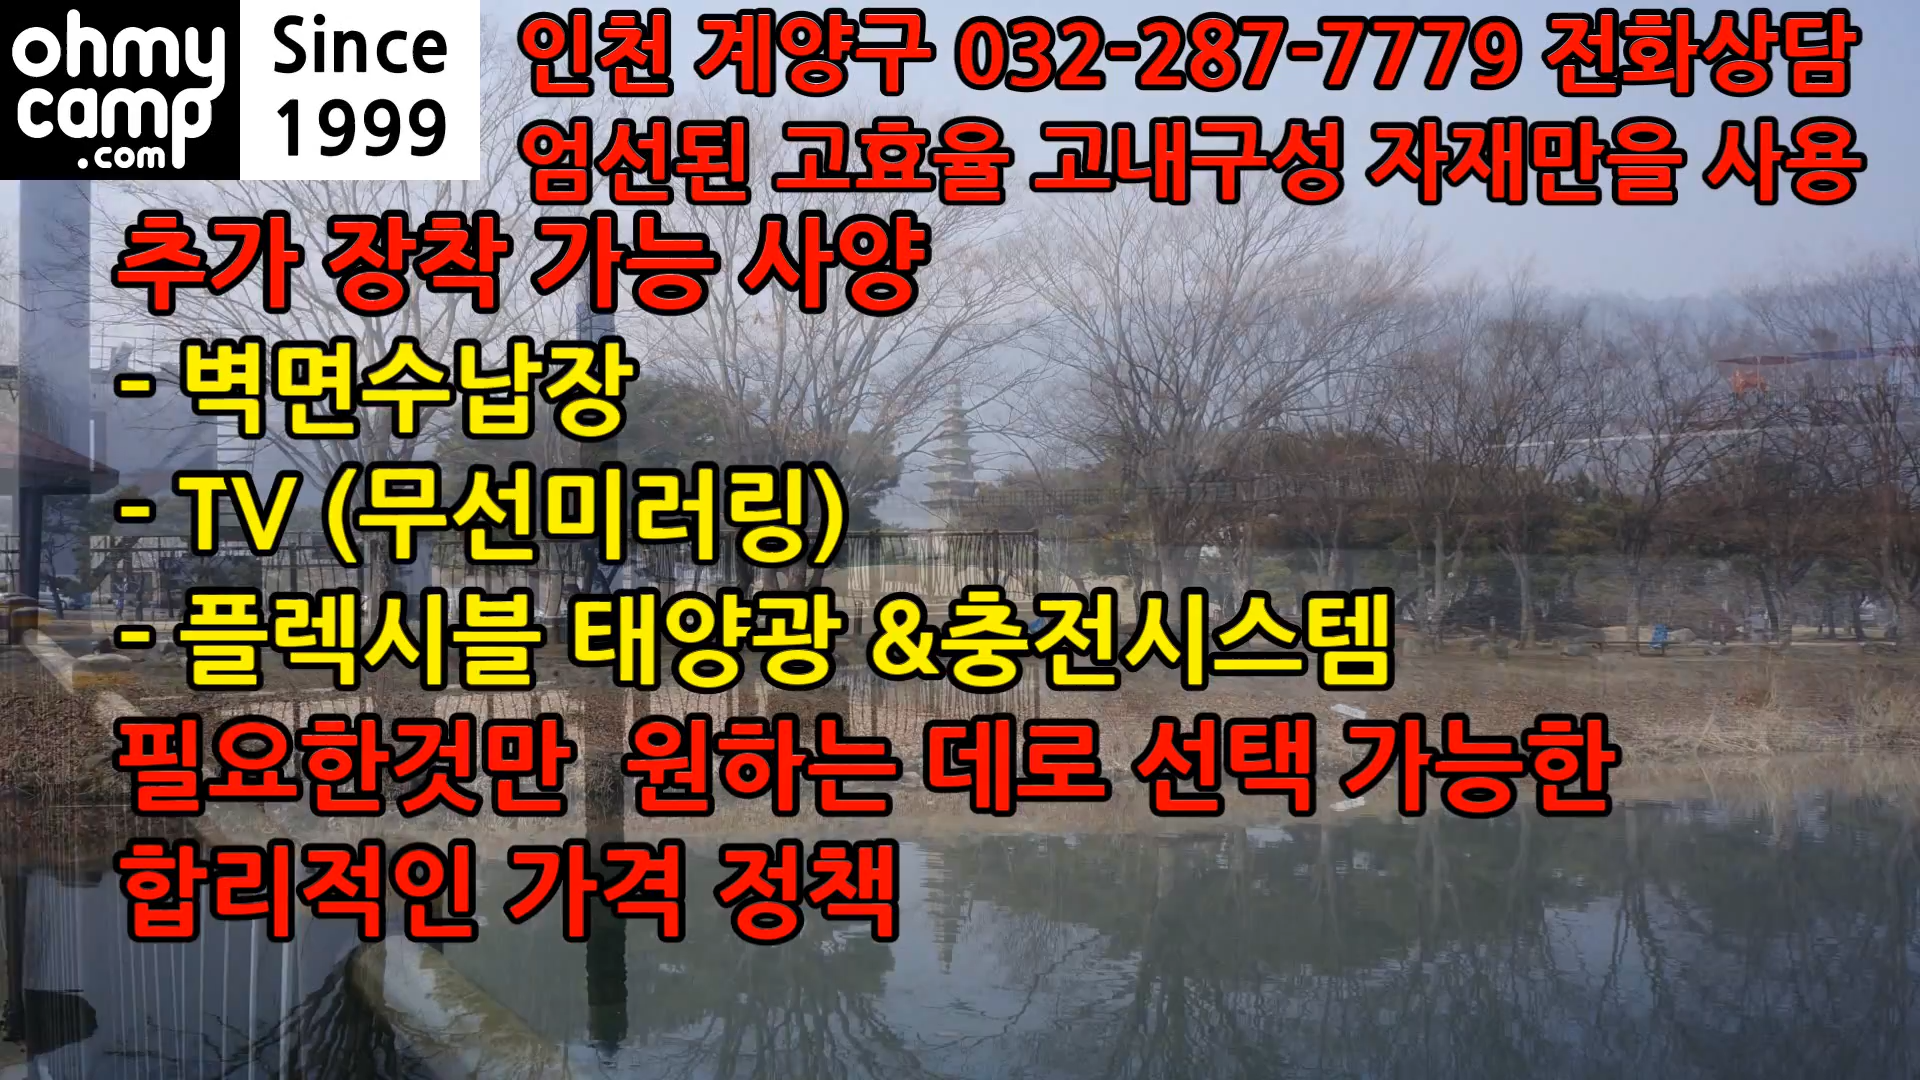 ohmy
camp
.com
Since
1999
인천 계양구 032-287-7779 전화상담
엄선된 고효율 고내구성 자재만을 사용
추가 장착 가능 사양
- 벽면수납장
- TV (무선미러링)
- 플렉시블 태양광 &충전시스템
필요한것만 원하는 데로 선택 가능한
합리적인 가격 정책